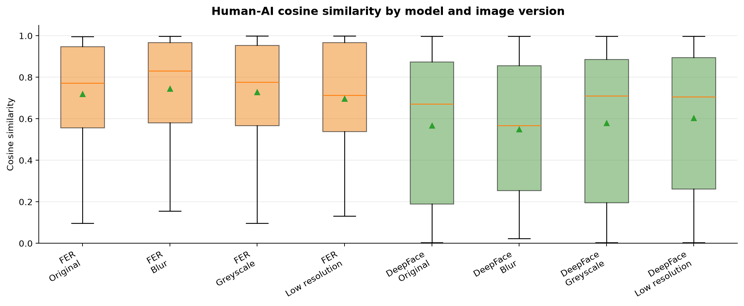 Human-AI cosine similarity by model and image version
Cosine similarity
1.0
0.8
0.6
0.4
0.2
0.0
FER
Original
FER
Blur
FER
Greyscale
FER
Low resolution
DeepFace
Original
DeepFace
Blur
DeepFace
Greyscale
DeepFace
Low resolution